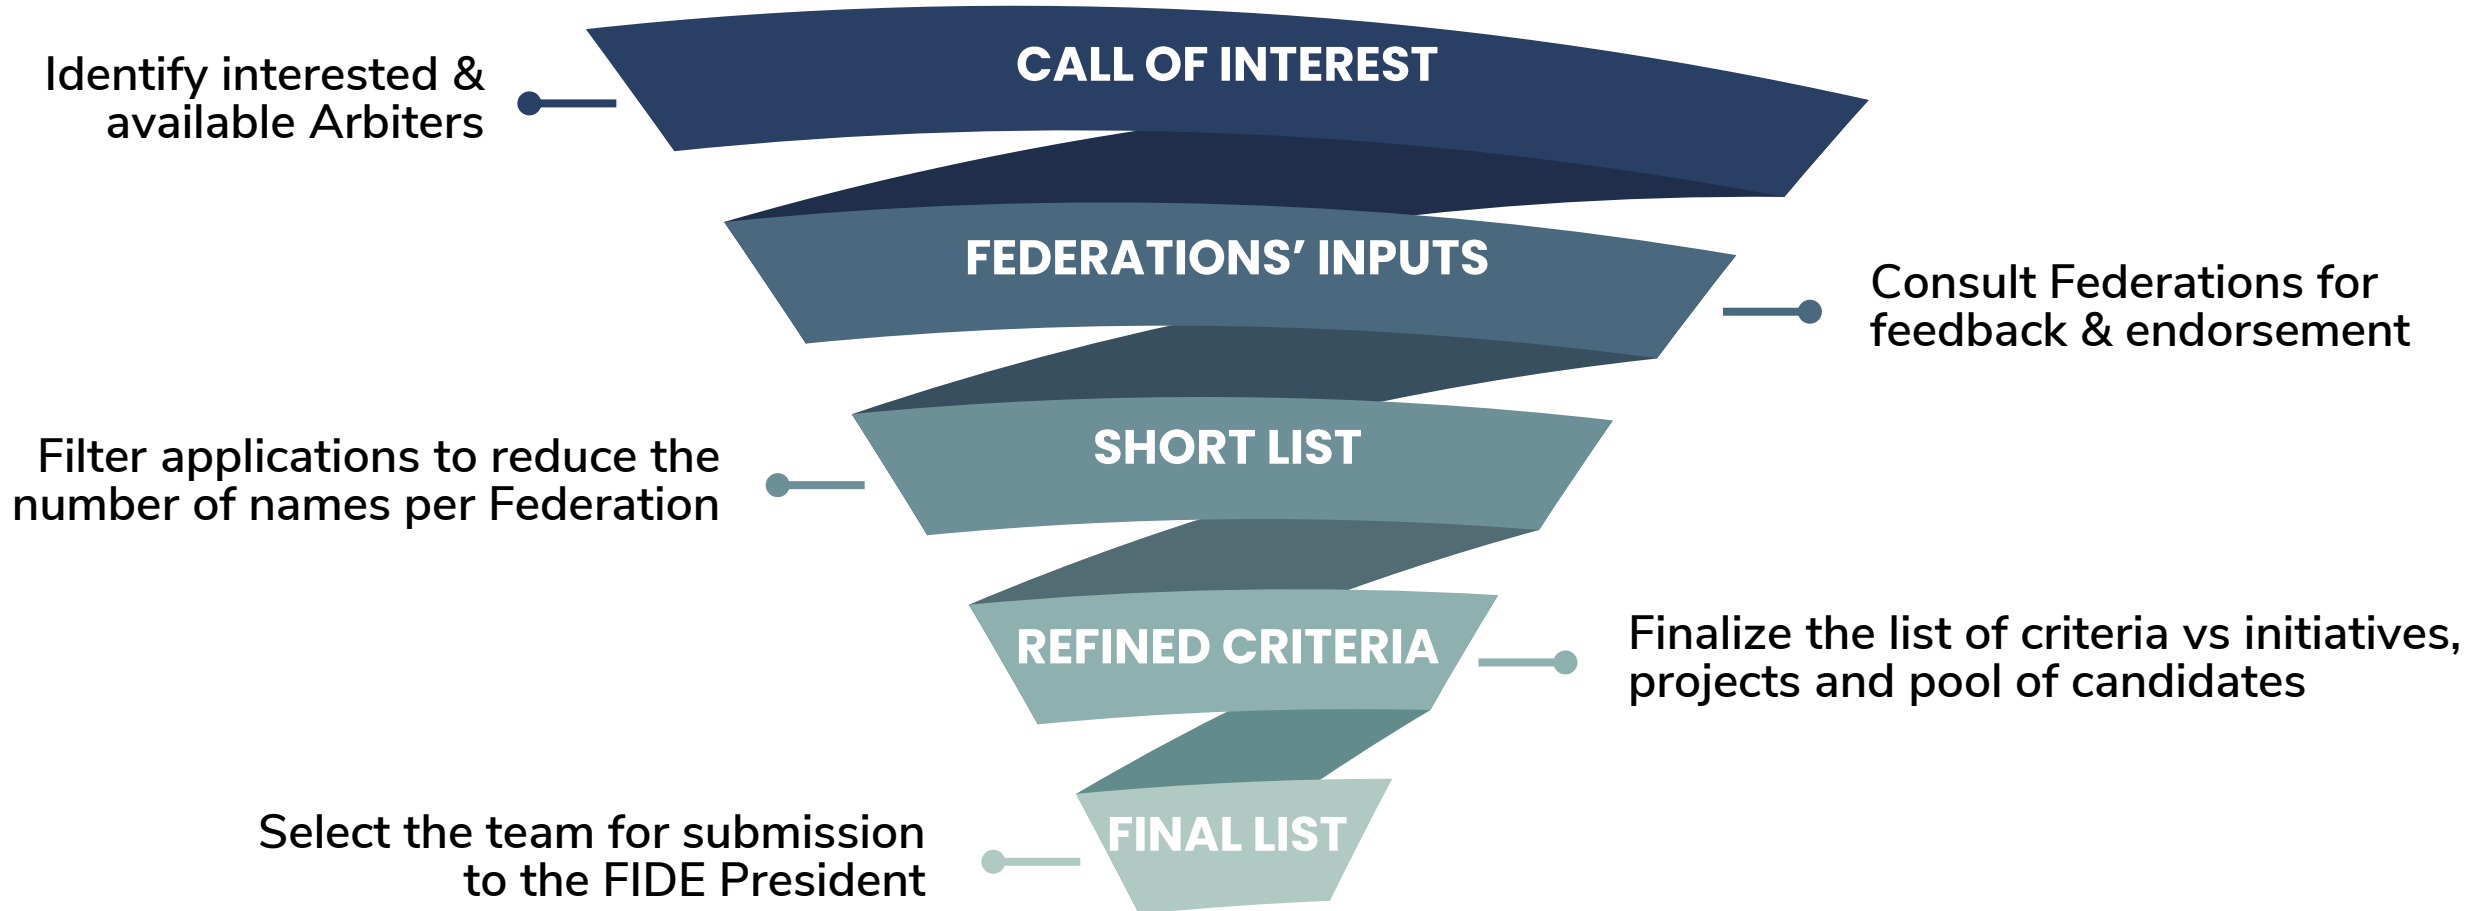 CALL OF INTEREST
Identify interested &
available Arbiters
FEDERATIONS’ INPUTS
Consult Federations for
feedback & endorsement
SHORT LIST
Filter applications to reduce the
number of names per Federation
REFINED CRITERIA
Finalize the list of criteria vs initiatives,
projects and pool of candidates
FINAL LIST
Select the team for submission
to the FIDE President